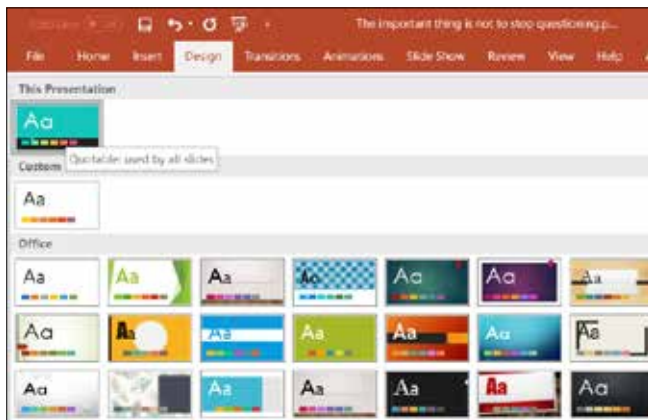 The important thing is not to stop questioning.p...
File Home Insert Design Transitions Animations Slide Show Review View Help
This Presentation
Aa
Quotable: used by all slides
Custom
Aa
Office
Aa Aa Aa Aa Aa Aa Aa
Aa Aa Aa Aa Aa Aa Aa
Aa Aa Aa Aa Aa Aa